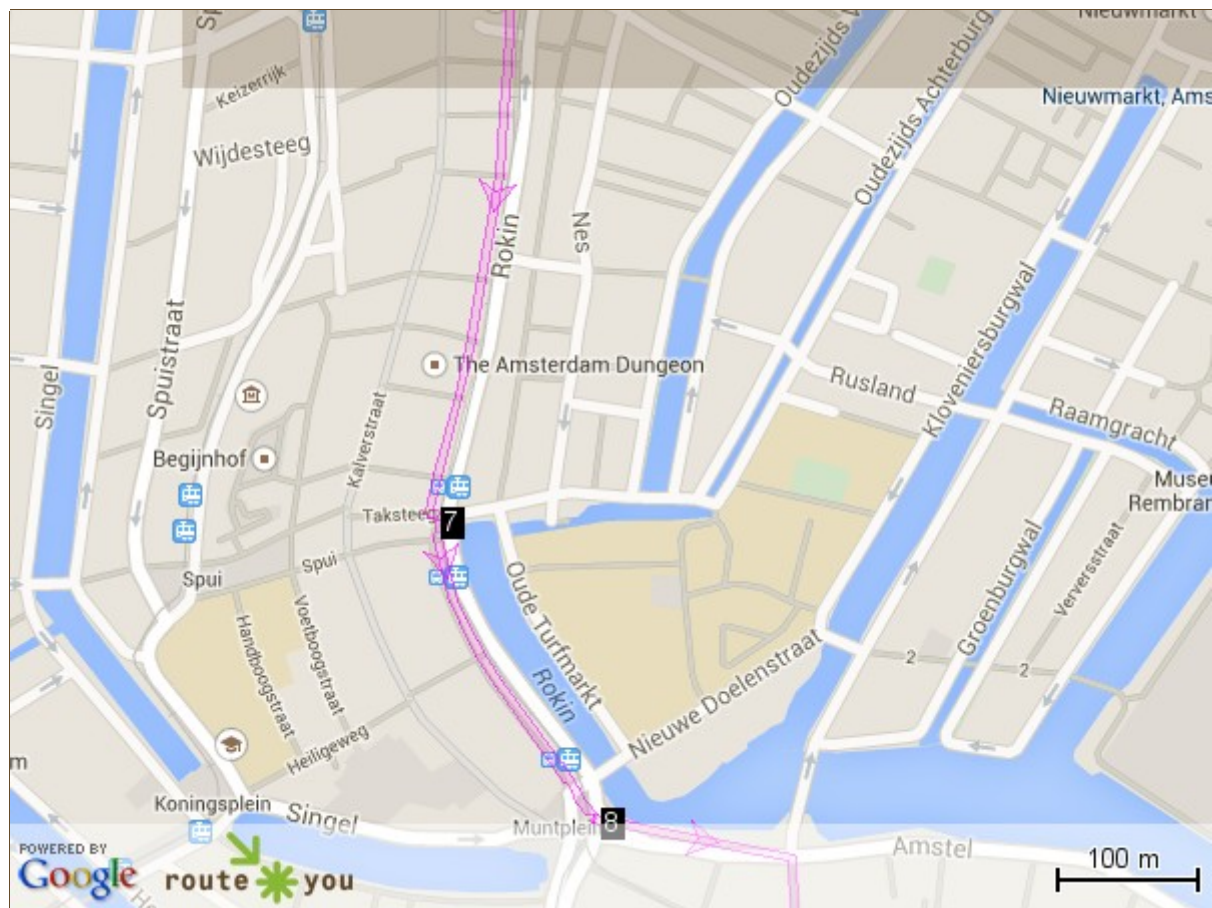 Nieuwmarkt
Keizerrijk
Oudezijds
Oudezijds Achterburg
Nieuwmarkt, Ams
Wijdesteeg
Nes
Rokin
Kloveniersburgwal
Spuistraat
Singel
The Amsterdam Dungeon
Rusland
Raamgracht
Kalverstraat
Begijnhof
Museu
Rembran
Taksteeg
7
Spui
Spui
Oude Turfmarkt
Groenburgwal
Verversstraat
Voetboogstraat
Handboogstraat
2
2
Rokin
Nieuwe Doelenstraat
Heiligeweg
m
Koningsplein
Singel
Muntplein
8
Amstel
POWERED BY
Google
route you
100 m
He